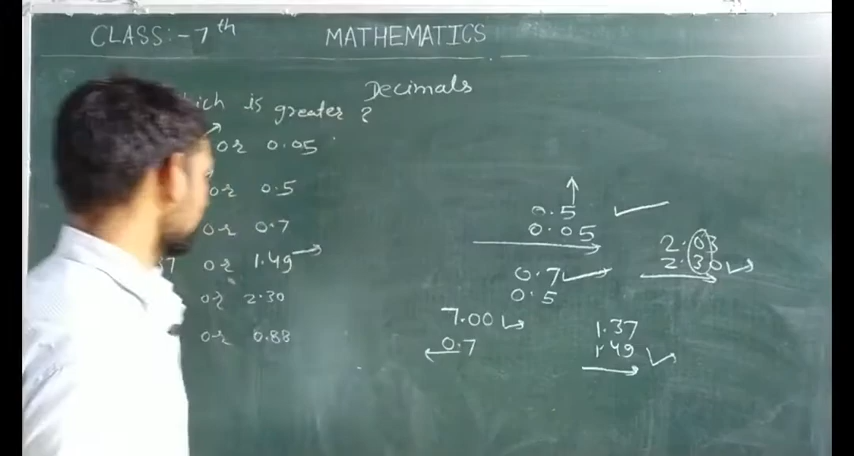 CLASS:- 7th MATHEMATICS
Decimals
is greater ?
or 0.05
or 0.5
or 0.7
or 1.49
or 2.30
or 0.88
0.5
0.05
0.7
0.5
2.03
2.30
7.00
0.7
1.37
1.49